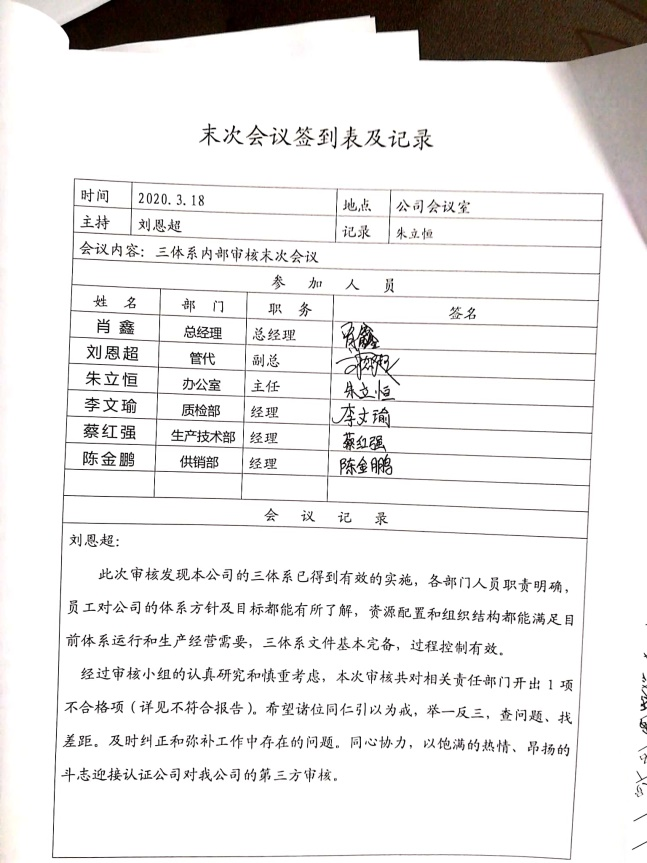 末次会议签到表及记录
时间 2020.3.18 地点 公司会议室
主持 刘恩超 记录 朱立恒
会议内容：三体系内部审核末次会议
参 加 人 员
姓 名 部 门 职 务 签名
肖鑫 总经理 总经理 肖鑫
刘恩超 管代 副总 刘恩超
朱立恒 办公室 主任 朱立恒
李文瑜 质检部 经理 李文瑜
蔡红强 生产技术部 经理 蔡红强
陈金鹏 供销部 经理 陈金鹏
会 议 记 录
刘恩超：
此次审核发现本公司的三体系已得到有效的实施，各部门人员职责明确，
员工对公司的体系方针及目标都能有所了解，资源配置和组织结构都能满足目
前体系运行和生产经营需要，三体系文件基本完备，过程控制有效。
经过审核小组的认真研究和慎重考虑，本次审核共对相关责任部门开出 1 项
不合格项（详见不符合报告）。希望诸位同仁引以为戒，举一反三，查问题、找
差距。及时纠正和弥补工作中存在的问题。同心协力，以饱满的热情、昂扬的
斗志迎接认证公司对我公司的第三方审核。